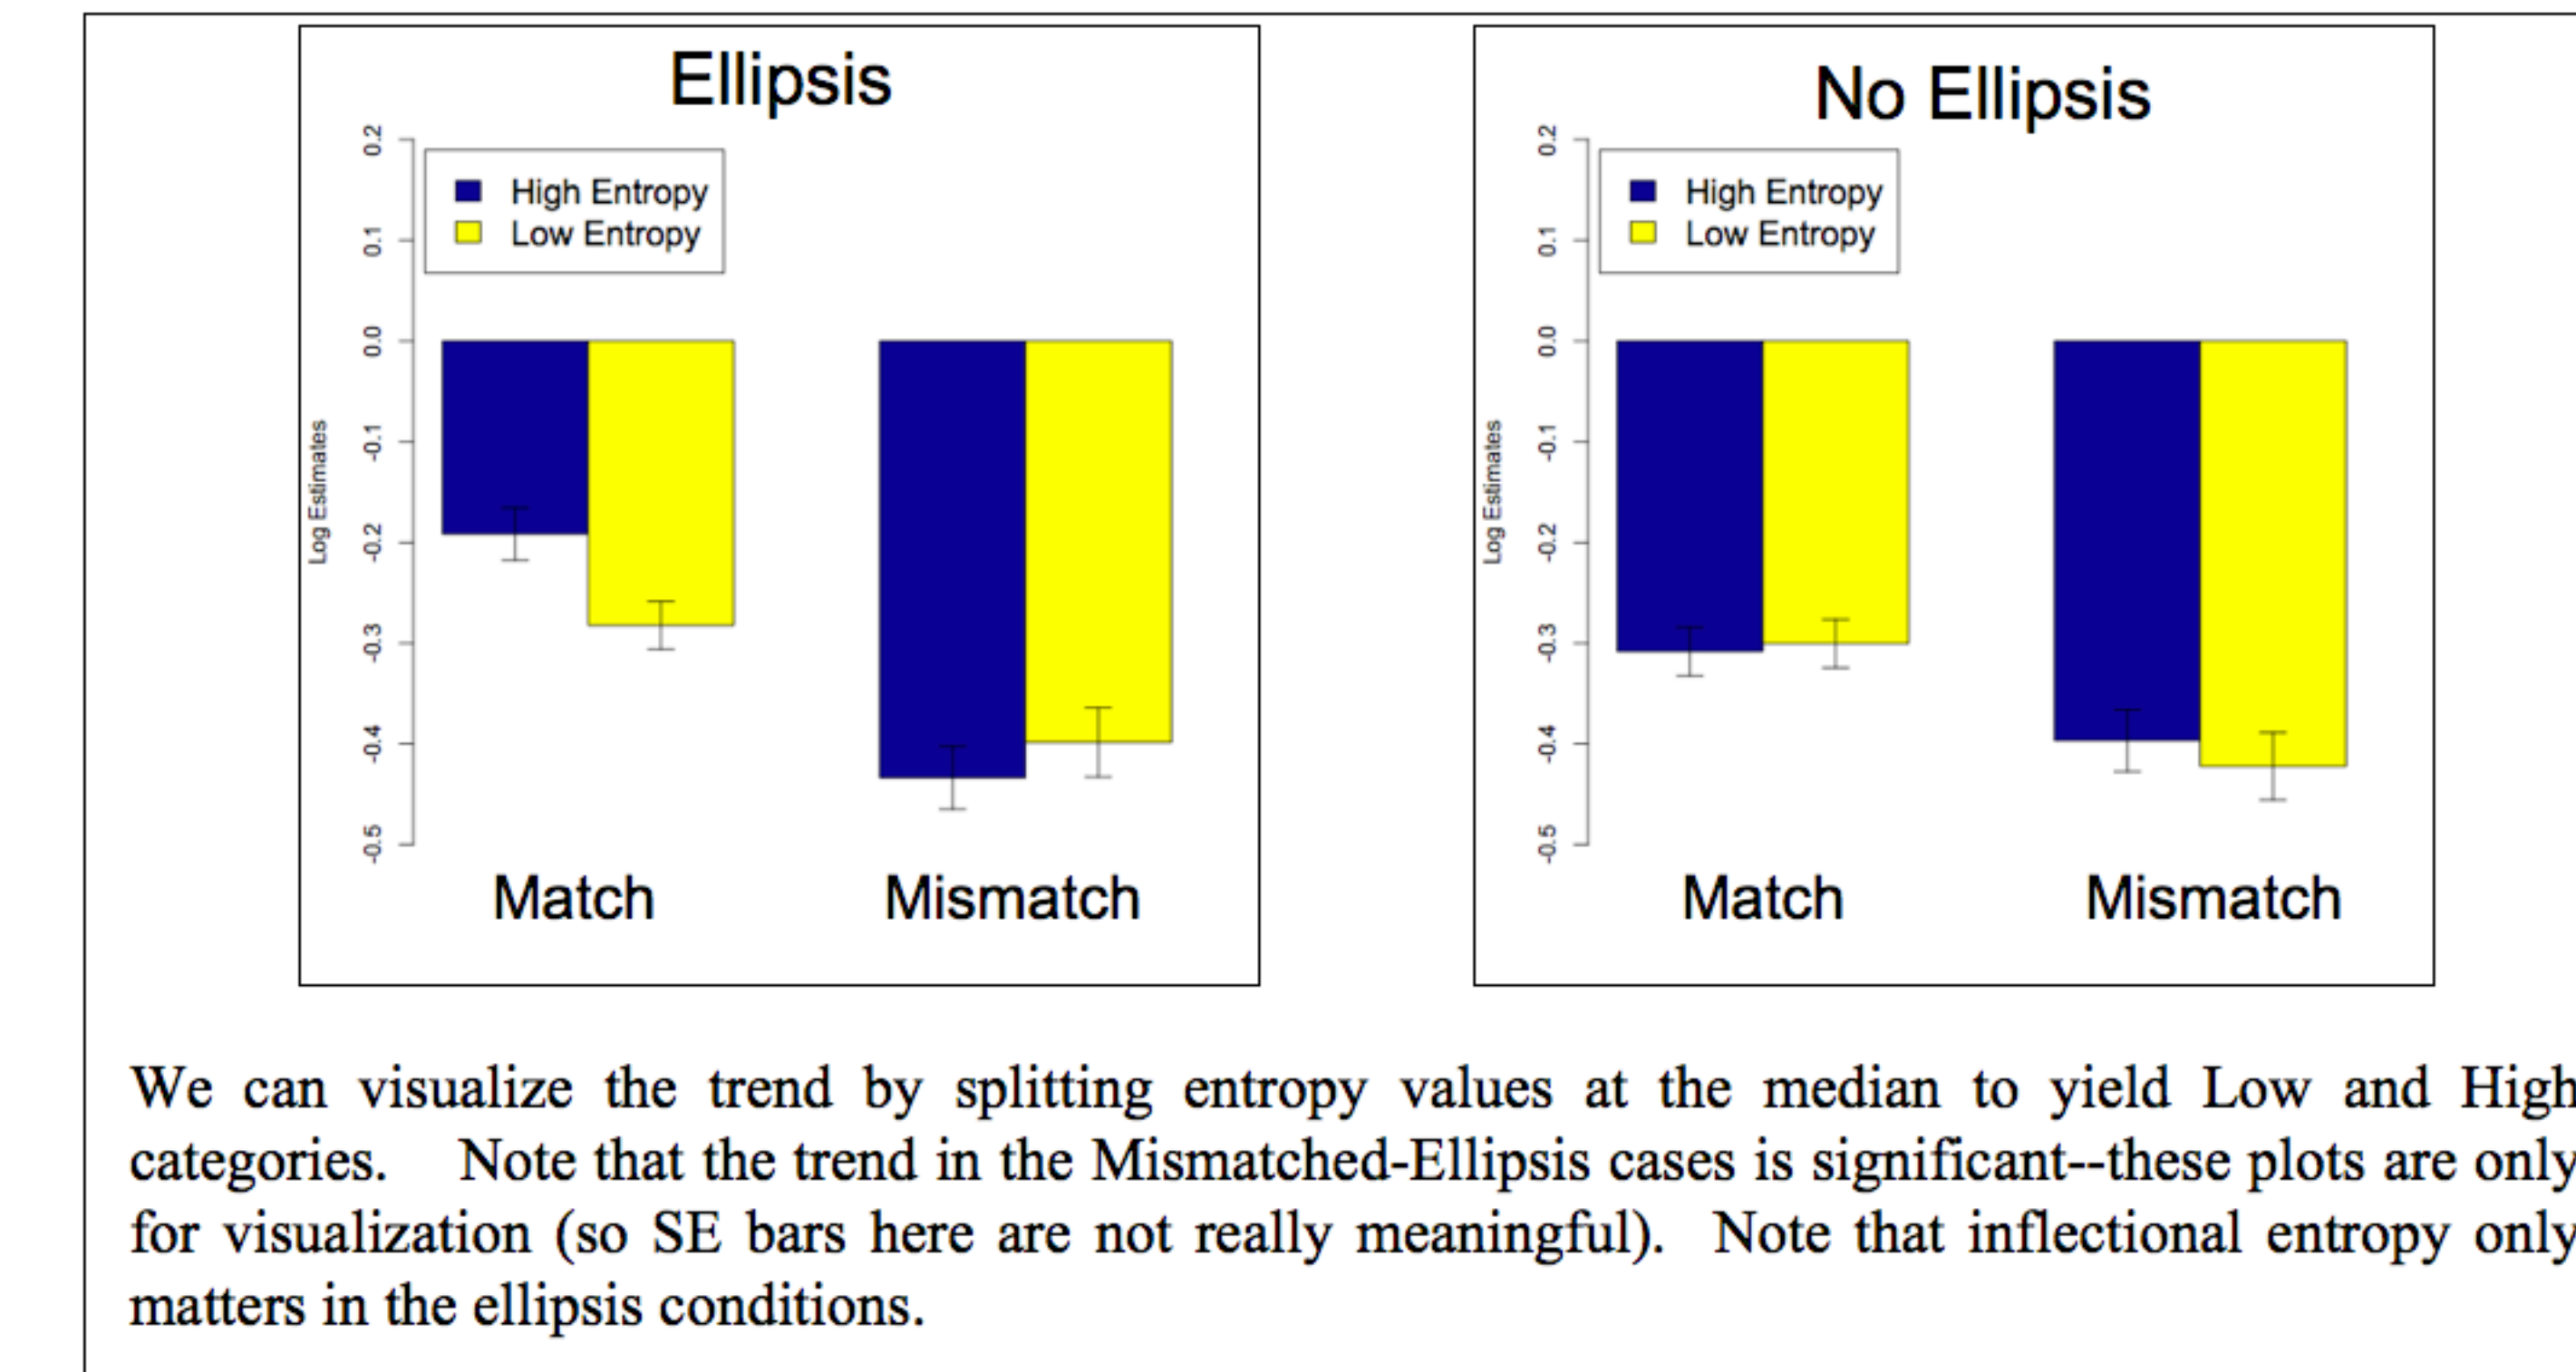 Ellipsis
0.2
0.1
0.0
-0.1
-0.2
-0.3
-0.4
-0.5
Log Estimates
High Entropy
Low Entropy
Match Mismatch
No Ellipsis
0.2
0.1
0.0
-0.1
-0.2
-0.3
-0.4
-0.5
Log Estimates
High Entropy
Low Entropy
Match Mismatch
We can visualize the trend by splitting entropy values at the median to yield Low and High
categories. Note that the trend in the Mismatched-Ellipsis cases is significant--these plots are only
for visualization (so SE bars here are not really meaningful). Note that inflectional entropy only
matters in the ellipsis conditions.